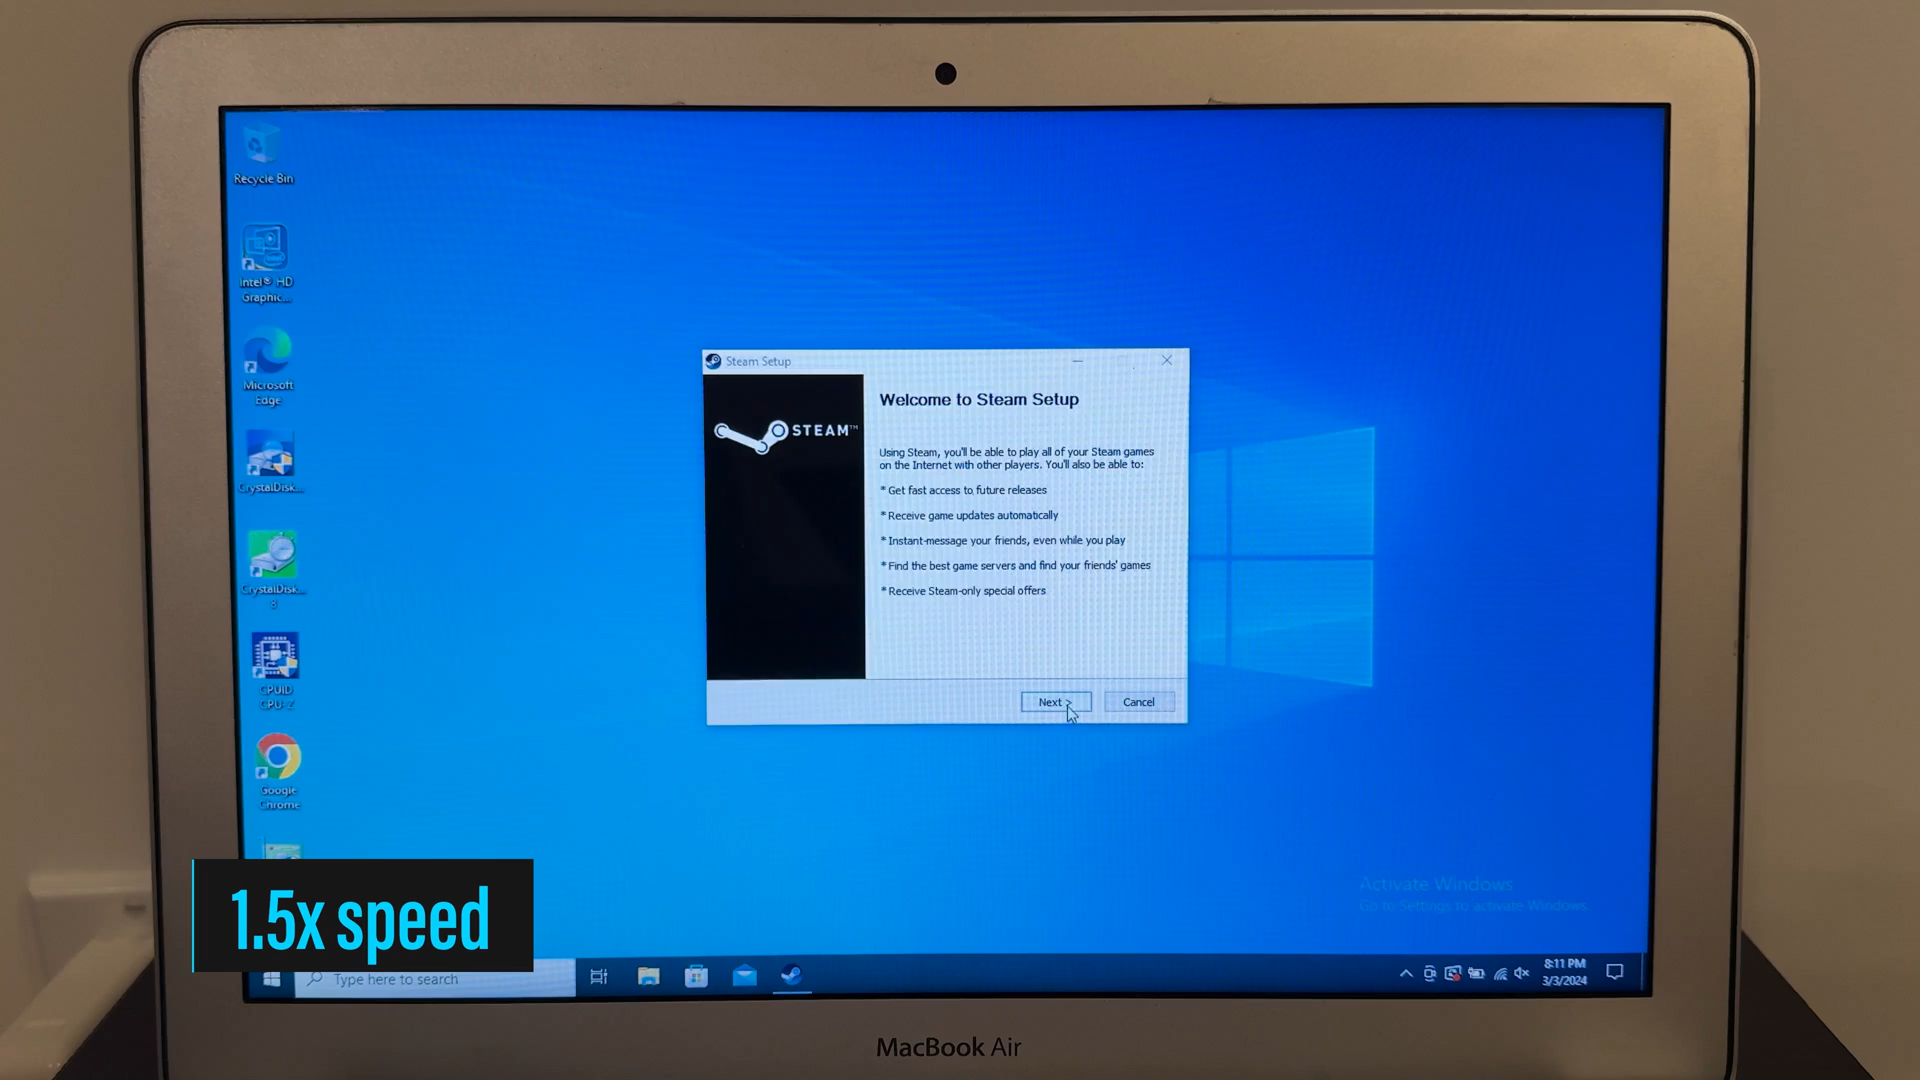 Recycle Bin
Intel® HD
Graphic...
Microsoft
Edge
CrystalDisk...
CrystalDisk...
8
CPUID
CPU-Z
Google
Chrome
Steam Setup
STEAM™
Welcome to Steam Setup
Using Steam, you'll be able to play all of your Steam games
on the Internet with other players. You'll also be able to:
* Get fast access to future releases
* Receive game updates automatically
* Instant-message your friends, even while you play
* Find the best game servers and find your friends' games
* Receive Steam-only special offers
Next >
Cancel
Activate Windows
Go to Settings to activate Windows.
1.5x speed
Type here to search
8:11 PM
3/3/2024
MacBook Air